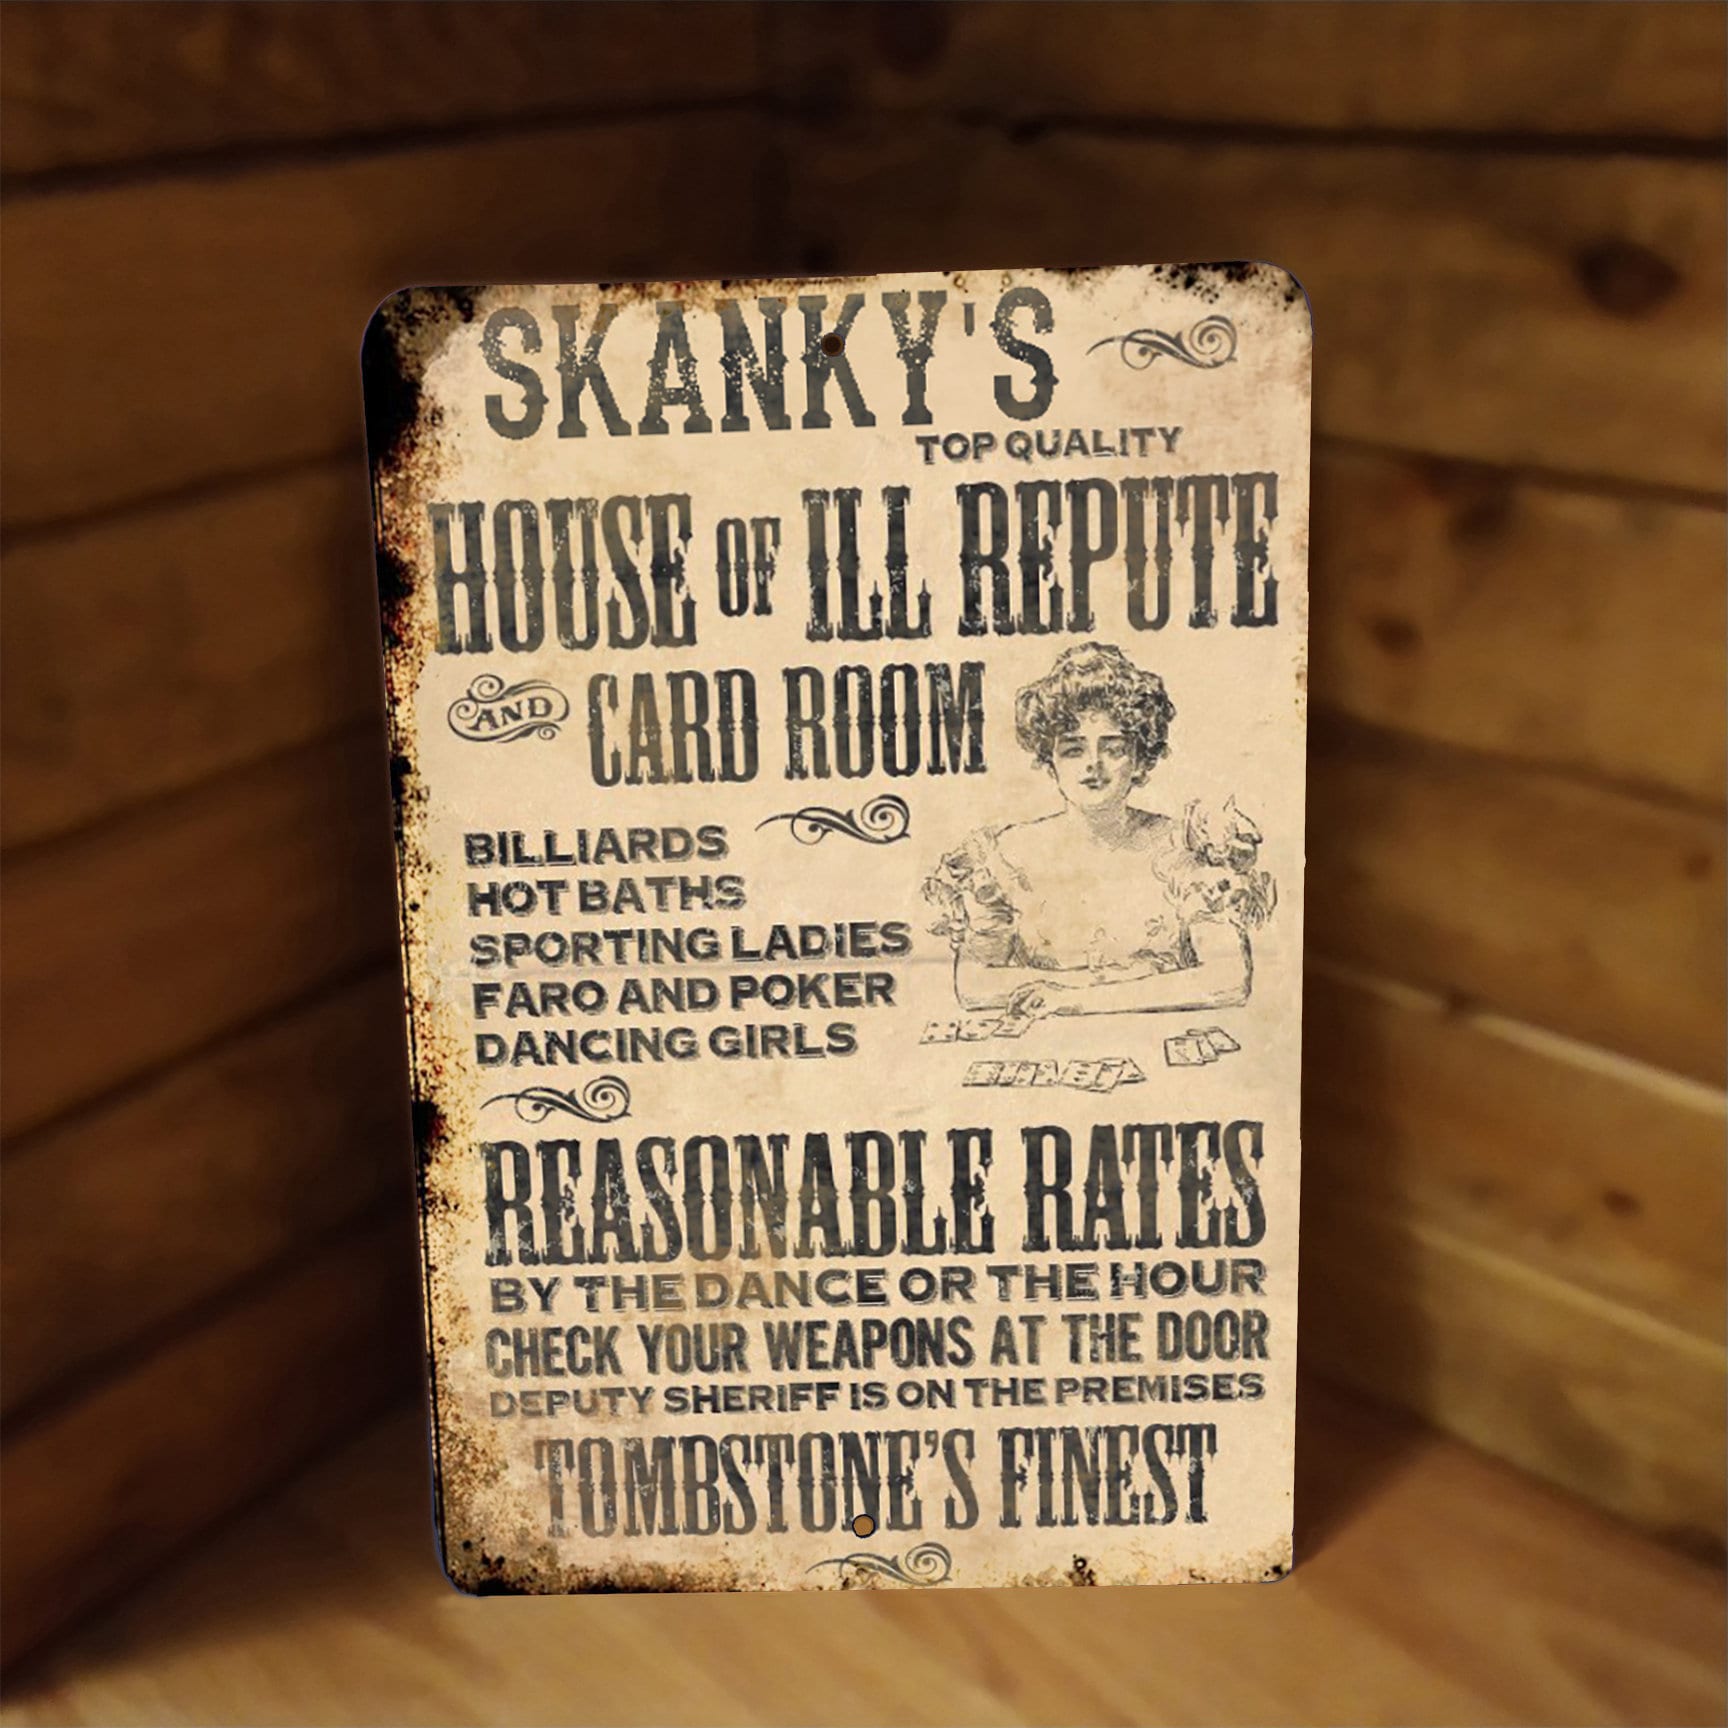 SKANKY'S
TOP QUALITY
HOUSE OF ILL REPUTE
AND CARD ROOM
BILLIARDS
HOT BATHS
SPORTING LADIES
FARO AND POKER
DANCING GIRLS
REASONABLE RATES
BY THE DANCE OR THE HOUR
CHECK YOUR WEAPONS AT THE DOOR
DEPUTY SHERIFF IS ON THE PREMISES
TOMBSTONE'S FINEST